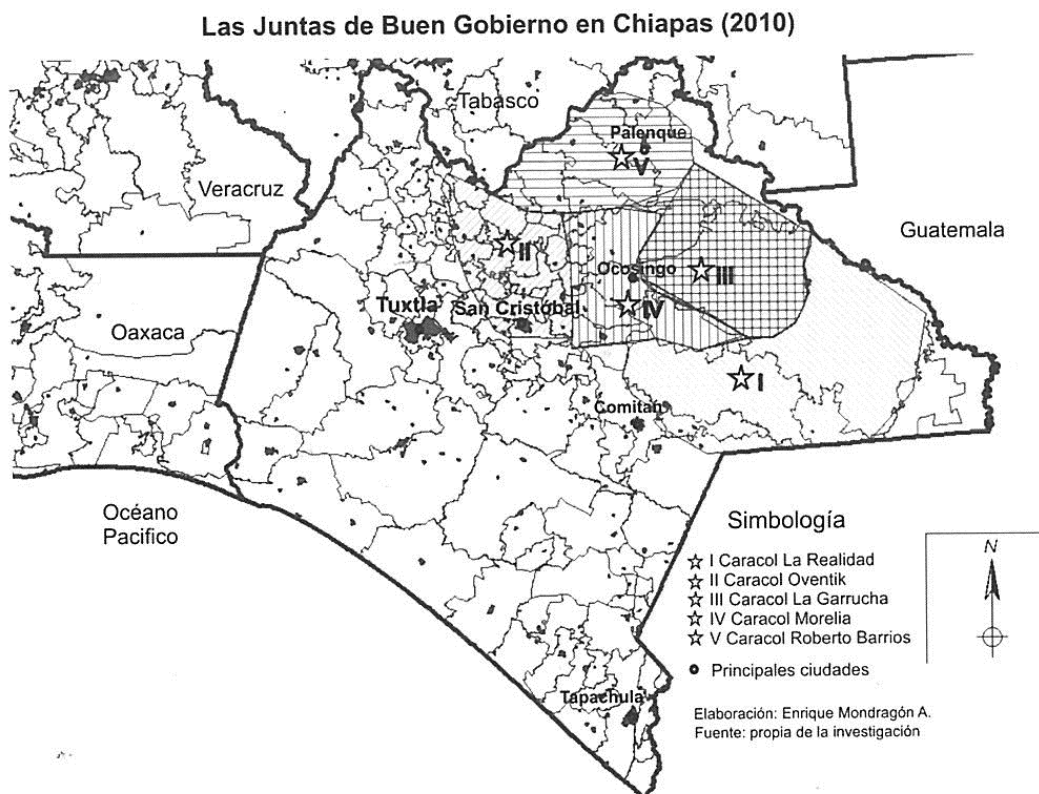 Las Juntas de Buen Gobierno en Chiapas (2010)
Tabasco
Palenque
V
Veracruz
Guatemala
II
Ocosingo
III
Tuxtla
San Cristóbal
IV
Oaxaca
I
Comitán
Océano
Pacifico
Simbología
I Caracol La Realidad
II Caracol Oventik
III Caracol La Garrucha
IV Caracol Morelia
V Caracol Roberto Barrios
Principales ciudades
N
Tapachula
Elaboración: Enrique Mondragón A.
Fuente: propia de la investigación